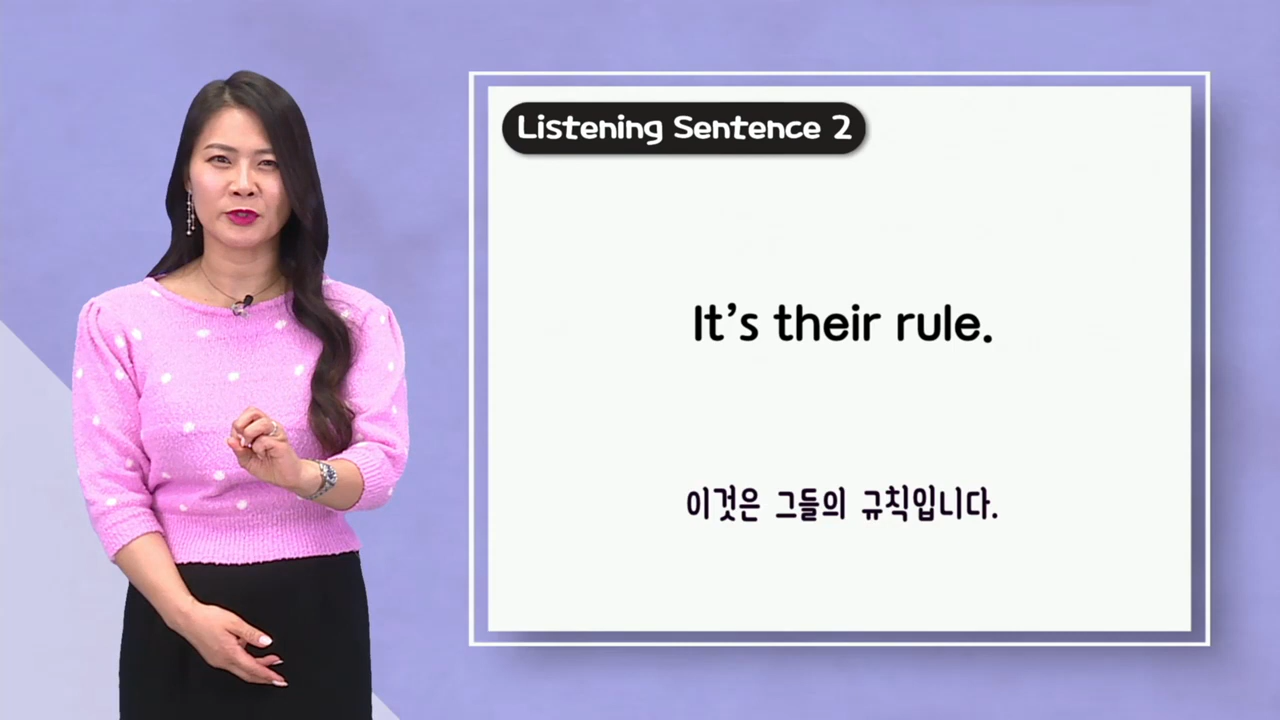 Listening Sentence 2
It's their rule.
이것은 그들의 규칙입니다.